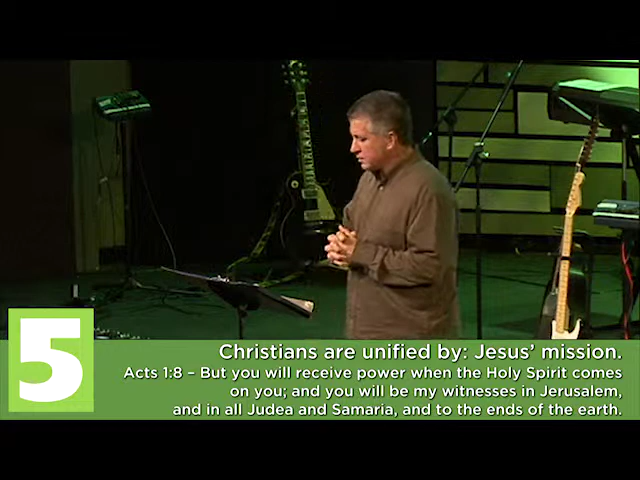 5
Christians are unified by: Jesus’ mission.
Acts 1:8 – But you will receive power when the Holy Spirit comes
on you; and you will be my witnesses in Jerusalem,
and in all Judea and Samaria, and to the ends of the earth.